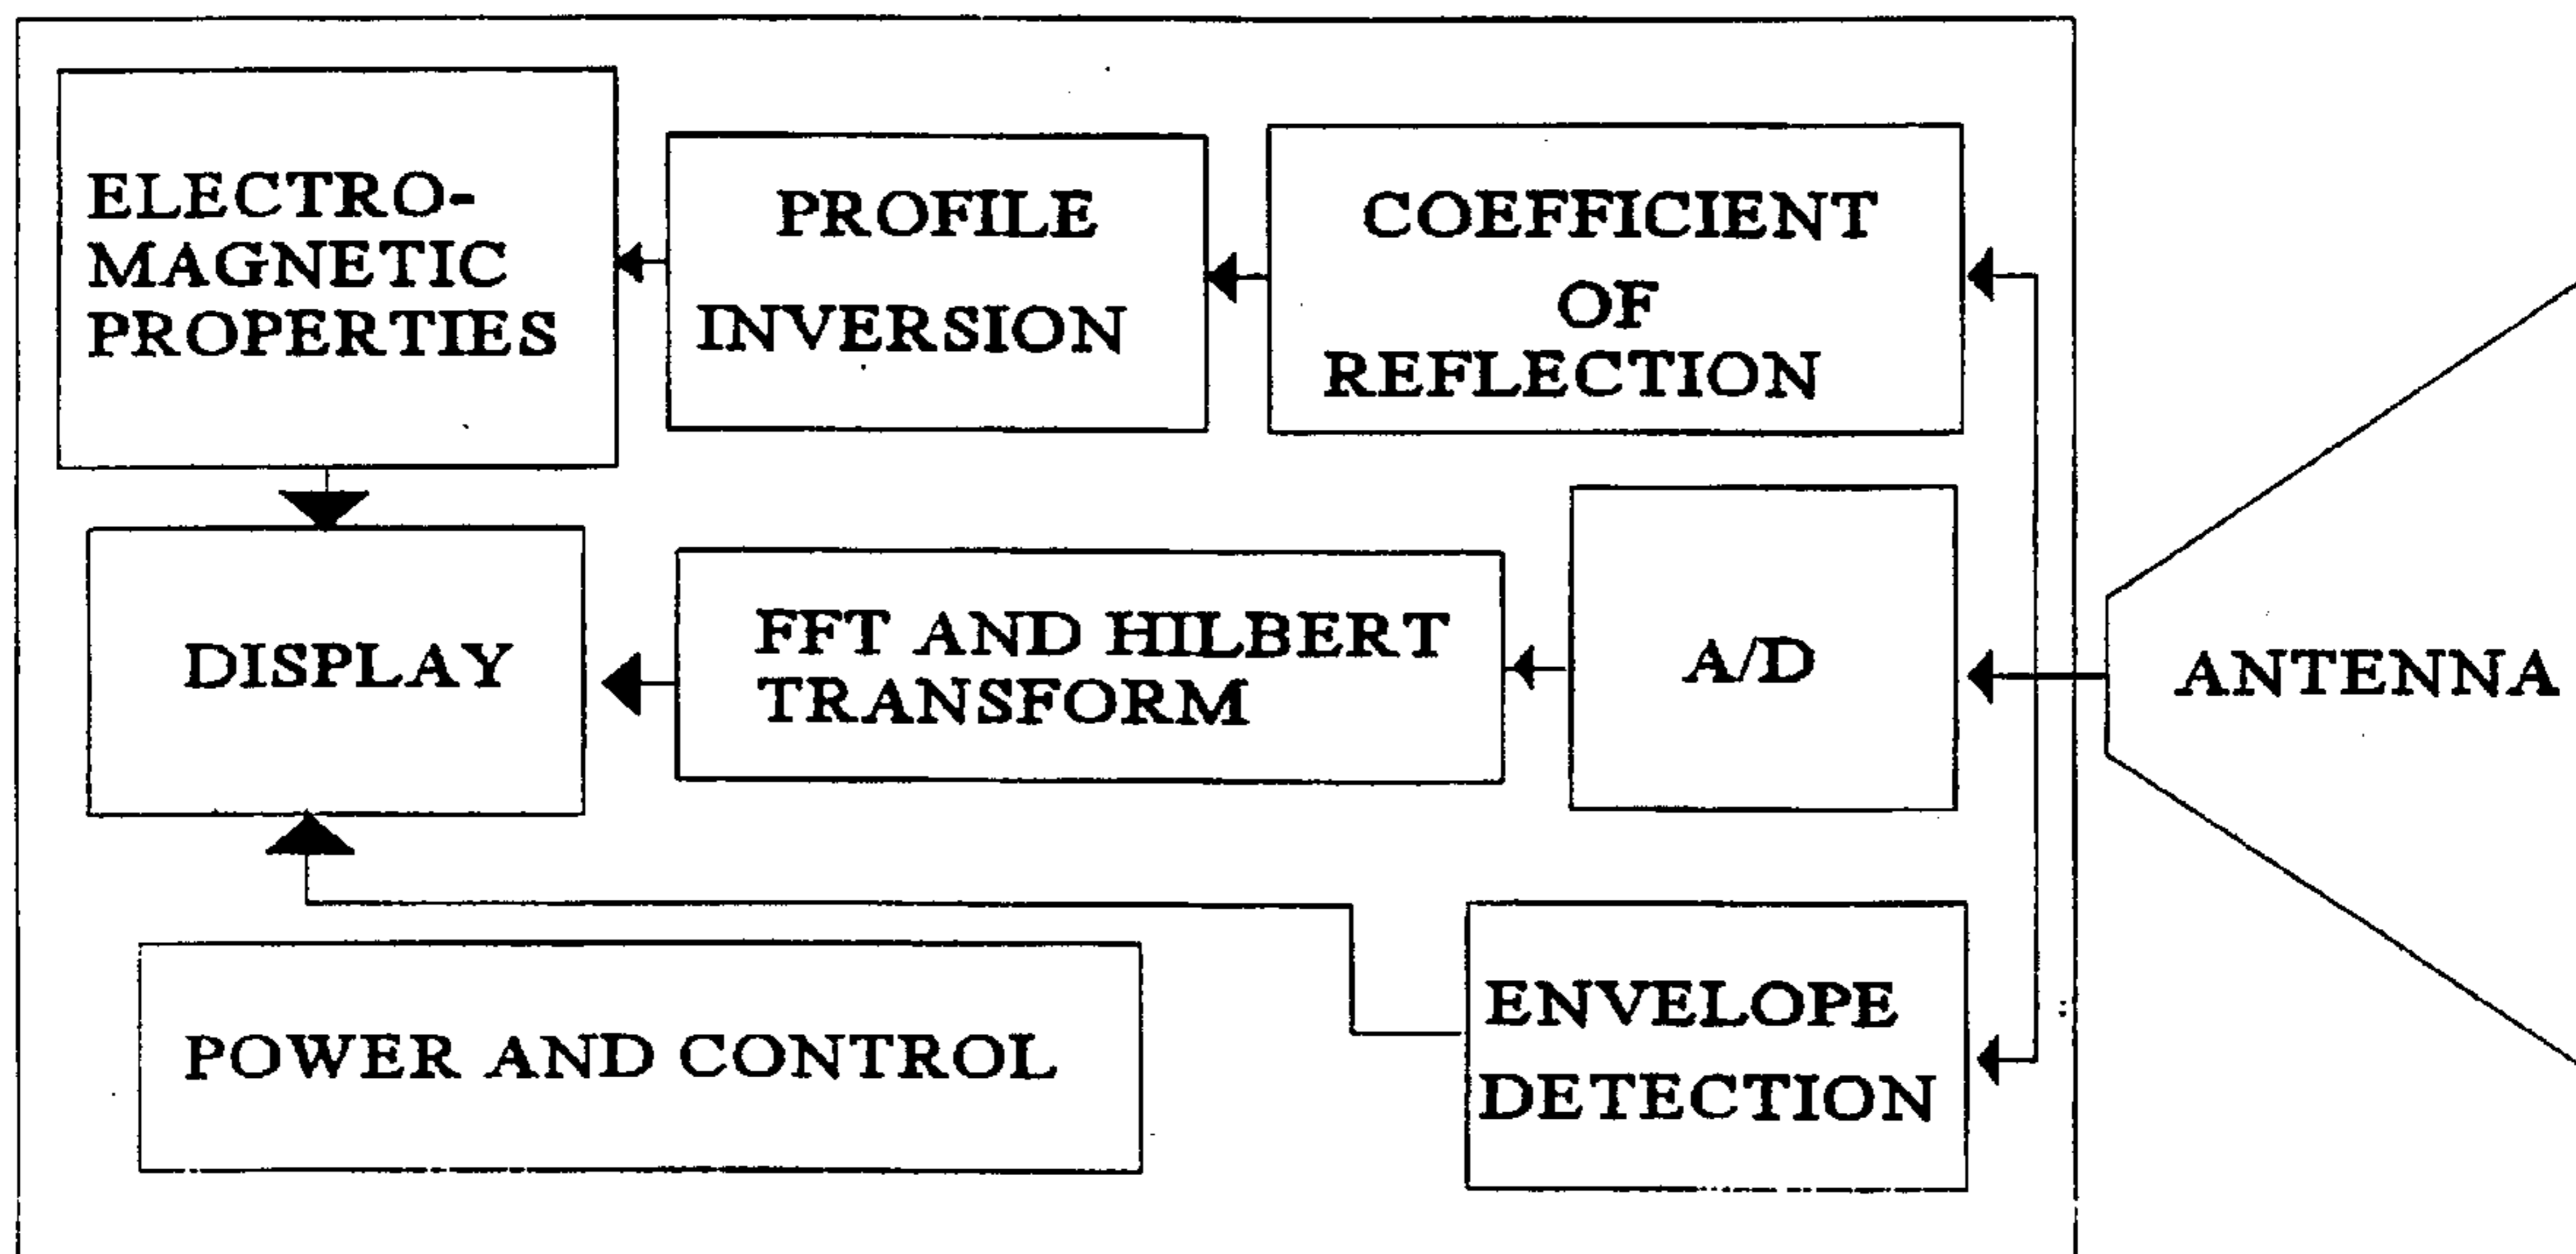 ELECTRO-
MAGNETIC
PROPERTIES
PROFILE
INVERSION
COEFFICIENT
OF
REFLECTION
DISPLAY
FFT AND HILBERT
TRANSFORM
A/D
ANTENNA
POWER AND CONTROL
ENVELOPE
DETECTION